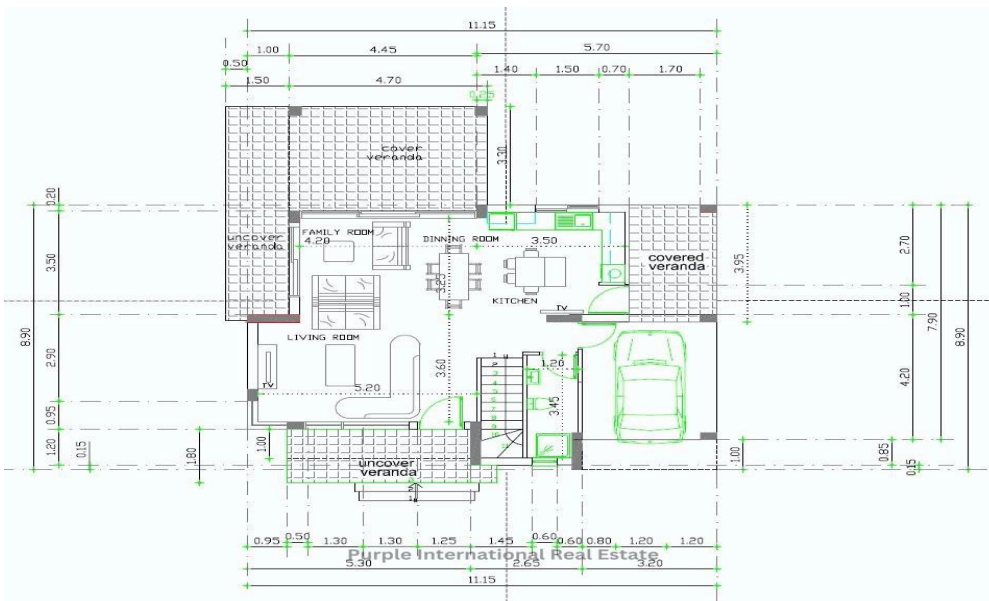 11.15
1.00 4.45 5.70
0.50
1.50 4.70 1.40 1.50 0.70 1.70
0.25
cover
veranda
3.30
0.20
FAMILY ROOM
4.20
DINNING ROOM
3.50
uncover
veranda
covered
veranda
3.95
2.70
3.50
3.25
KITCHEN
TV
1.00
8.90
7.90
8.90
LIVING ROOM
2.90
TV
5.20
3.60
1.20
3.45
4.20
0.95
1.20
0.15
1.80
1.00
uncover
veranda
1.00
0.85
0.15
0.95 0.50 1.30 1.30 1.25 1.45 0.60 0.60 0.80 1.20 1.20
Purple International Real Estate
5.30 2.65 3.20
11.15